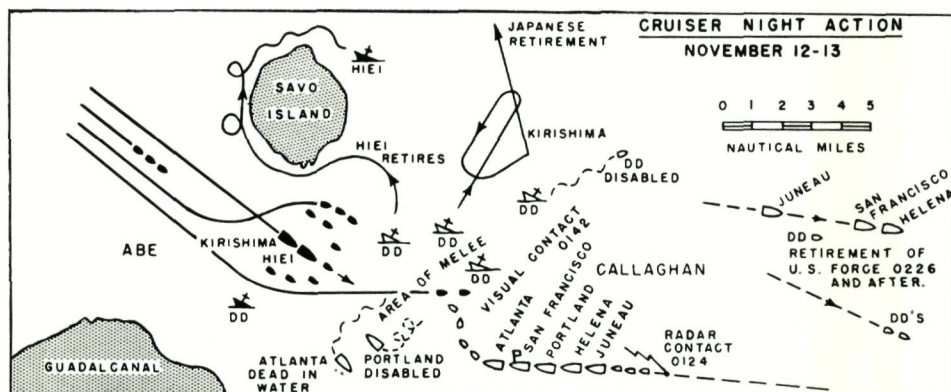 CRUISER NIGHT ACTION
NOVEMBER 12-13
0 1 2 3 4 5
NAUTICAL MILES
JAPANESE
RETIREMENT
HIEI
SAVO
ISLAND
KIRISHIMA
HIEI
RETIRES
DD
DISABLED
JUNEAU
SAN
FRANCISCO
HELENA
DD
RETIREMENT OF
U.S. FORCE 0226
AND AFTER.
DD'S
ABE
KIRISHIMA
HIEI
DD
DD
DD
DD
DD
AREA OF MELEE
VISUAL CONTACT
0142
CALLAGHAN
ATLANTA
SAN FRANCISCO
PORTLAND
HELENA
JUNEAU
RADAR
CONTACT
0124
GUADALCANAL
ATLANTA
DEAD IN
WATER
PORTLAND
DISABLED